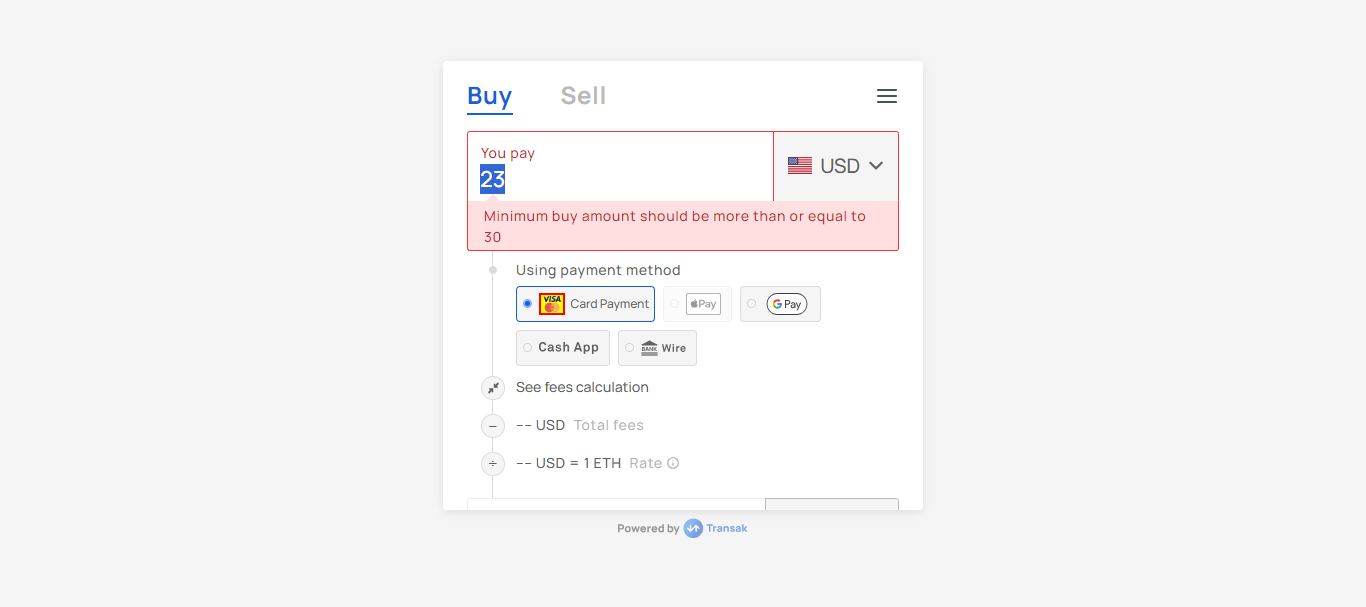 Buy Sell
You pay
23
USD
Minimum buy amount should be more than or equal to
30
Using payment method
VISA Card Payment Pay G Pay
Cash App BANK Wire
See fees calculation
−− USD Total fees
−− USD = 1 ETH Rate
Powered by Transak